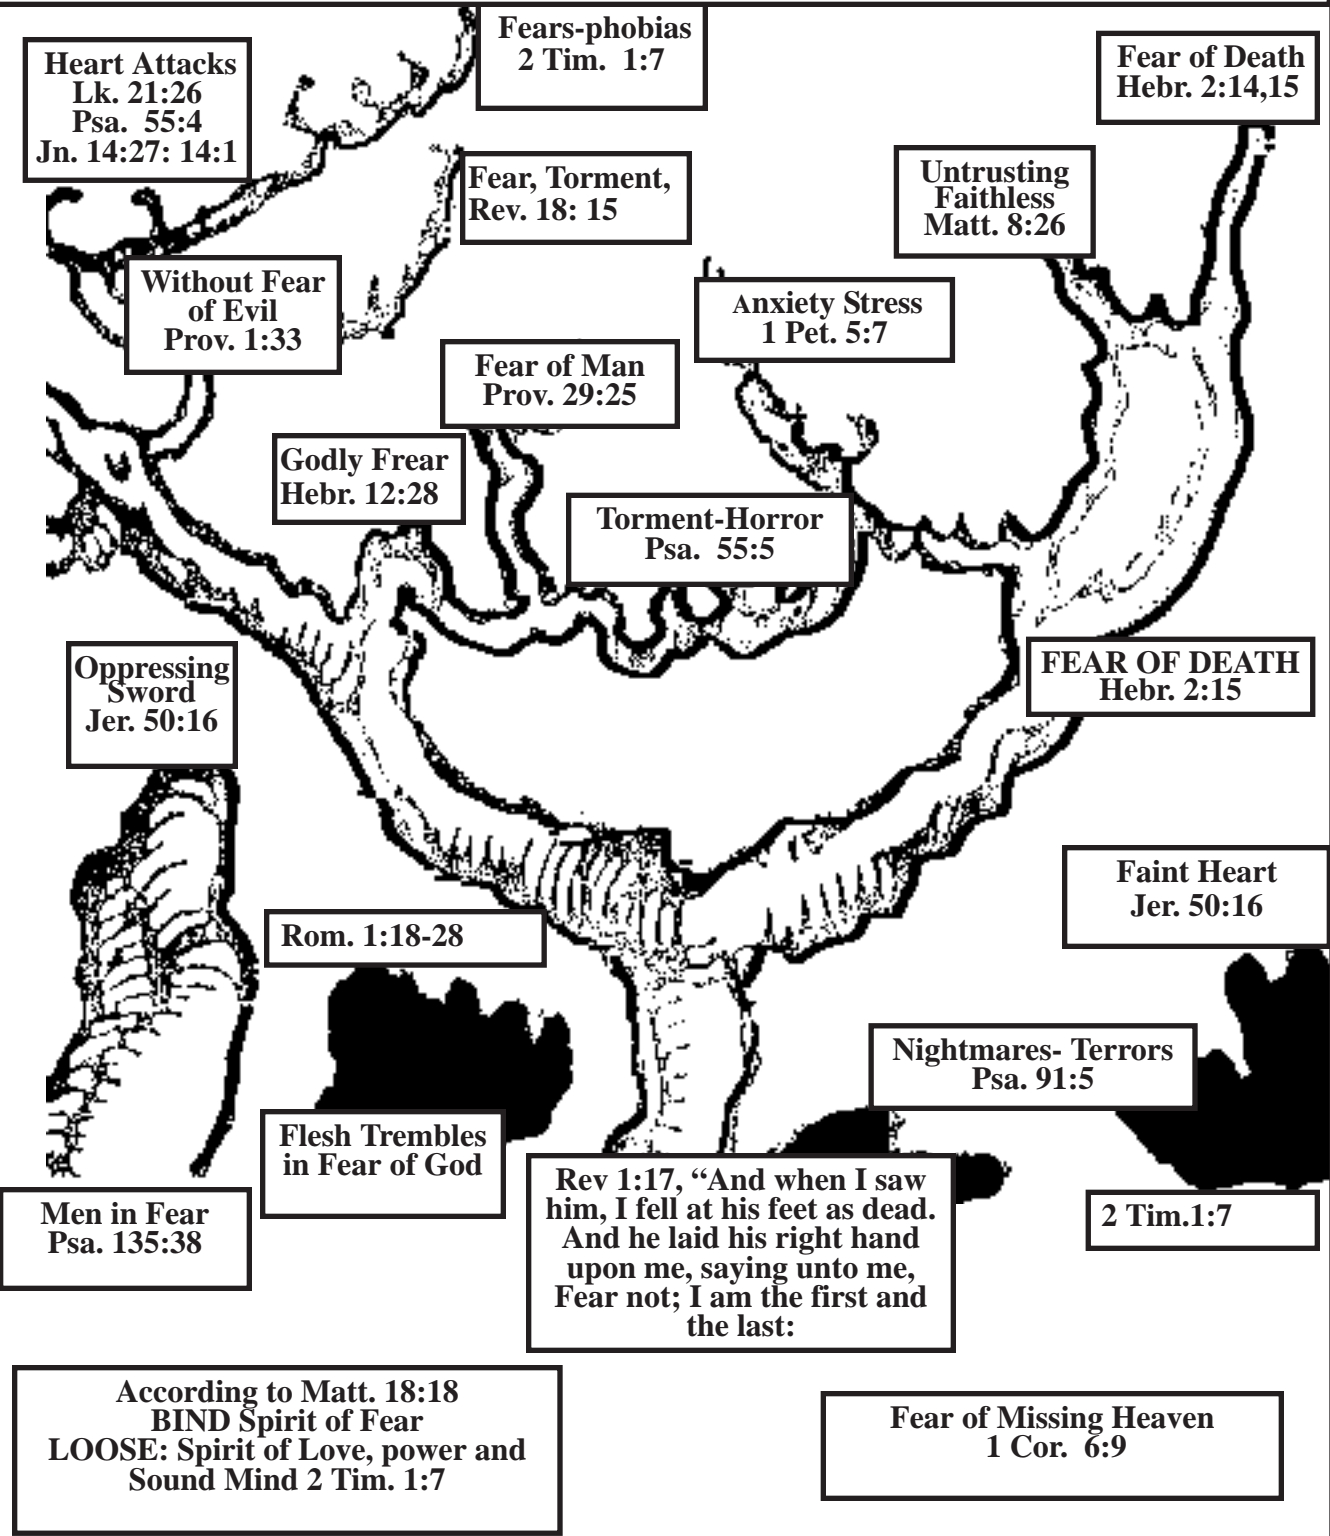 Fears-phobias
2 Tim. 1:7
Heart Attacks
Lk. 21:26
Psa. 55:4
Jn. 14:27: 14:1
Fear of Death
Hebr. 2:14,15
Fear, Torment,
Rev. 18: 15
Untrusting
Faithless
Matt. 8:26
Without Fear
of Evil
Prov. 1:33
Anxiety Stress
1 Pet. 5:7
Fear of Man
Prov. 29:25
Godly Frear
Hebr. 12:28
Torment-Horror
Psa. 55:5
Oppressing
Sword
Jer. 50:16
FEAR OF DEATH
Hebr. 2:15
Faint Heart
Jer. 50:16
Rom. 1:18-28
Nightmares- Terrors
Psa. 91:5
Flesh Trembles
in Fear of God
Rev 1:17, “And when I saw
him, I fell at his feet as dead.
And he laid his right hand
upon me, saying unto me,
Fear not; I am the first and
the last:
Men in Fear
Psa. 135:38
2 Tim.1:7
According to Matt. 18:18
BIND Spirit of Fear
LOOSE: Spirit of Love, power and
Sound Mind 2 Tim. 1:7
Fear of Missing Heaven
1 Cor. 6:9